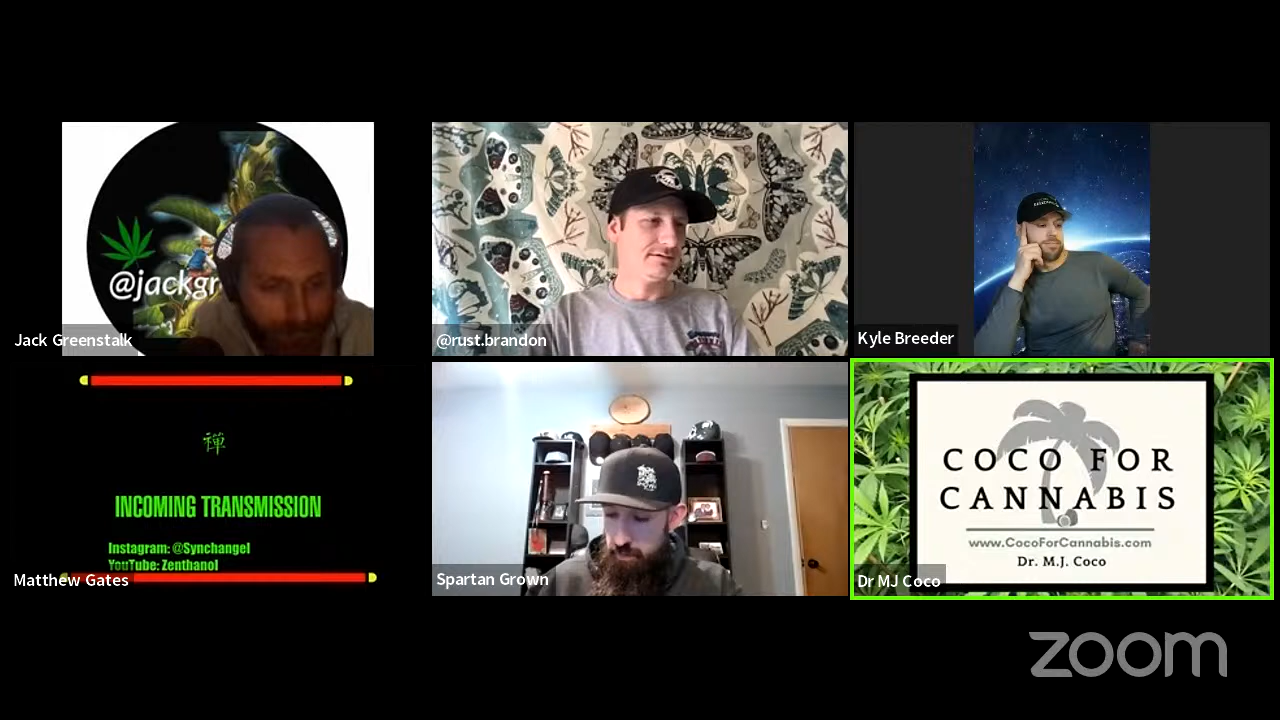 @jackgr
Jack Greenstalk
@rust.brandon
Kyle Breeder
禅
INCOMING TRANSMISSION
Instagram: @Synchangel
YouTube: Zenthanol
Matthew Gates
Spartan Grown
COCO FOR
CANNABIS
www.CocoForCannabis.com
Dr. M.J. Coco
Dr MJ Coco
zoom